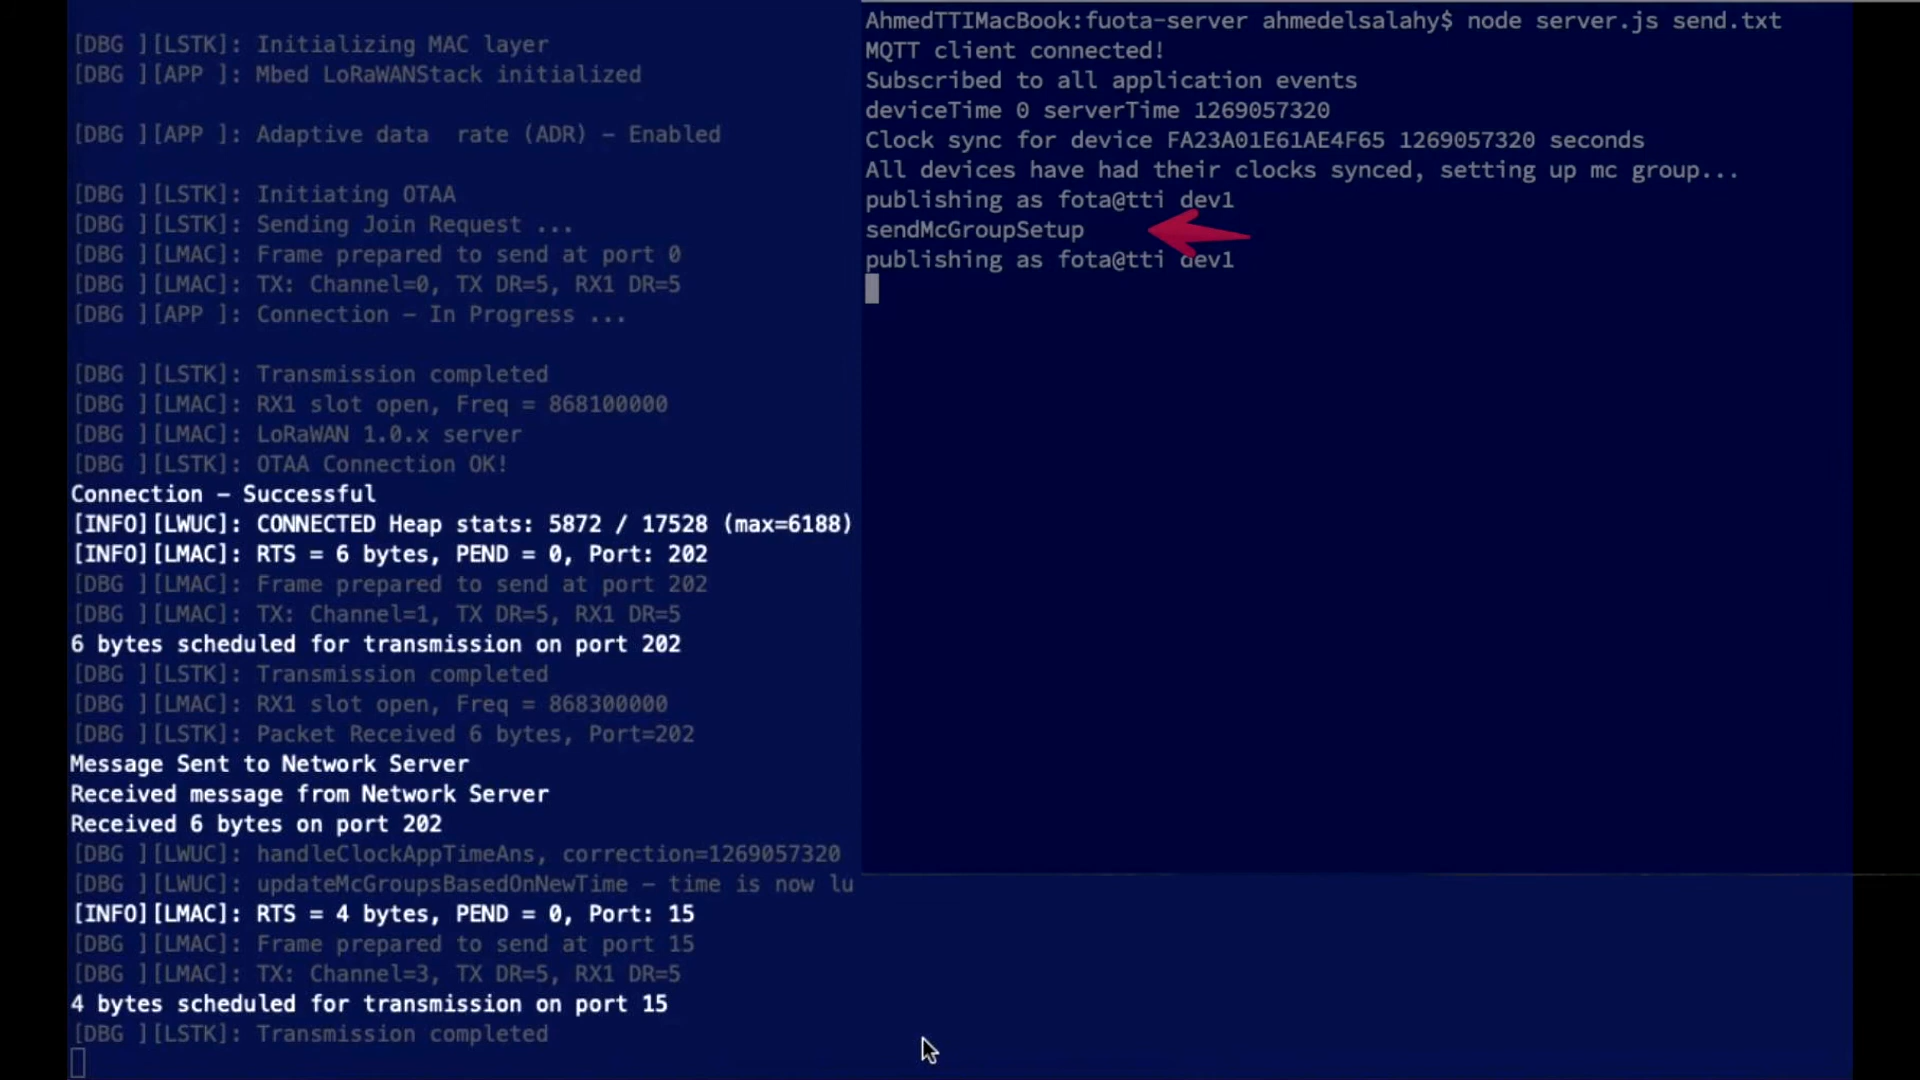 [DBG ][LSTK]: Initializing MAC layer
[DBG ][APP ]: Mbed LoRaWANStack initialized
[DBG ][APP ]: Adaptive data  rate (ADR) – Enabled
[DBG ][LSTK]: Initiating OTAA
[DBG ][LSTK]: Sending Join Request ...
[DBG ][LMAC]: Frame prepared to send at port 0
[DBG ][LMAC]: TX: Channel=0, TX DR=5, RX1 DR=5
[DBG ][APP ]: Connection – In Progress ...
[DBG ][LSTK]: Transmission completed
[DBG ][LMAC]: RX1 slot open, Freq = 868100000
[DBG ][LMAC]: LoRaWAN 1.0.x server
[DBG ][LSTK]: OTAA Connection OK!
Connection – Successful
[INFO][LWUC]: CONNECTED Heap stats: 5872 / 17528 (max=6188)
[INFO][LMAC]: RTS = 6 bytes, PEND = 0, Port: 202
[DBG ][LMAC]: Frame prepared to send at port 202
[DBG ][LMAC]: TX: Channel=1, TX DR=5, RX1 DR=5
6 bytes scheduled for transmission on port 202
[DBG ][LSTK]: Transmission completed
[DBG ][LMAC]: RX1 slot open, Freq = 868300000
[DBG ][LSTK]: Packet Received 6 bytes, Port=202
Message Sent to Network Server
Received message from Network Server
Received 6 bytes on port 202
[DBG ][LWUC]: handleClockAppTimeAns, correction=1269057320
[DBG ][LWUC]: updateMcGroupsBasedOnNewTime – time is now lu
[INFO][LMAC]: RTS = 4 bytes, PEND = 0, Port: 15
[DBG ][LMAC]: Frame prepared to send at port 15
[DBG ][LMAC]: TX: Channel=3, TX DR=5, RX1 DR=5
4 bytes scheduled for transmission on port 15
[DBG ][LSTK]: Transmission completed
AhmedTTIMacBook:fuota-server ahmedelsalahy$ node server.js send.txt
MQTT client connected!
Subscribed to all application events
deviceTime 0 serverTime 1269057320
Clock sync for device FA23A01E61AE4F65 1269057320 seconds
All devices have had their clocks synced, setting up mc group...
publishing as fota@tti dev1
sendMcGroupSetup
publishing as fota@tti dev1